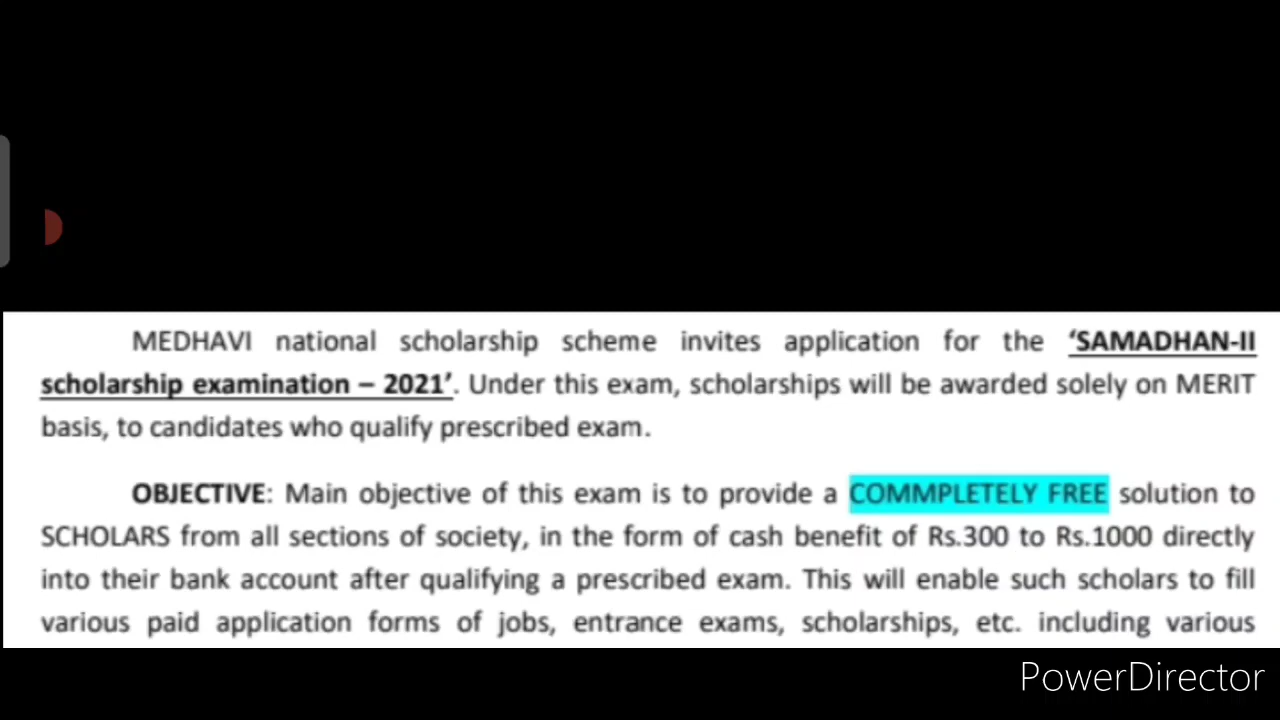 MEDHAVI national scholarship scheme invites application for the ‘SAMADHAN-II
scholarship examination – 2021’. Under this exam, scholarships will be awarded solely on MERIT
basis, to candidates who qualify prescribed exam.
OBJECTIVE: Main objective of this exam is to provide a COMMPLETELY FREE solution to
SCHOLARS from all sections of society, in the form of cash benefit of Rs.300 to Rs.1000 directly
into their bank account after qualifying a prescribed exam. This will enable such scholars to fill
various paid application forms of jobs, entrance exams, scholarships, etc. including various
PowerDirector